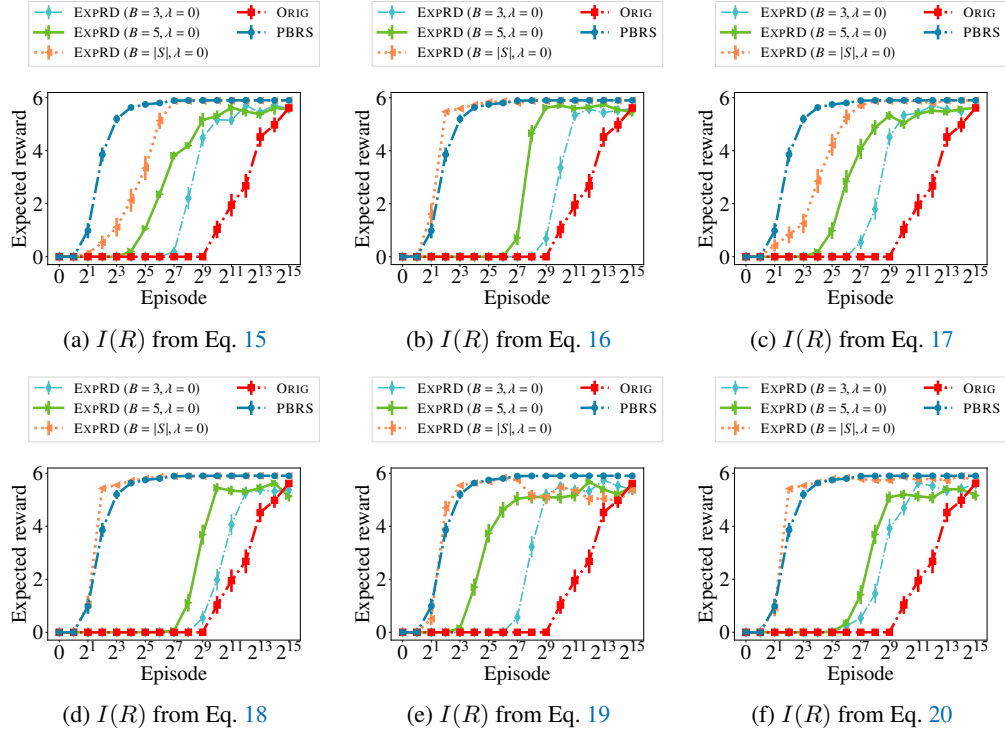 EXPRD (B = 3, λ = 0) ORIG
EXPRD (B = 5, λ = 0) PBRS
EXPRD (B = |S|, λ = 0)
Expected reward
6
4
2
0
0 2^1 2^3 2^5 2^7 2^9 2^11 2^13 2^15
Episode
(a) I(R) from Eq. 15
EXPRD (B = 3, λ = 0) ORIG
EXPRD (B = 5, λ = 0) PBRS
EXPRD (B = |S|, λ = 0)
Expected reward
6
4
2
0
0 2^1 2^3 2^5 2^7 2^9 2^11 2^13 2^15
Episode
(b) I(R) from Eq. 16
EXPRD (B = 3, λ = 0) ORIG
EXPRD (B = 5, λ = 0) PBRS
EXPRD (B = |S|, λ = 0)
Expected reward
6
4
2
0
0 2^1 2^3 2^5 2^7 2^9 2^11 2^13 2^15
Episode
(c) I(R) from Eq. 17
EXPRD (B = 3, λ = 0) ORIG
EXPRD (B = 5, λ = 0) PBRS
EXPRD (B = |S|, λ = 0)
Expected reward
6
4
2
0
0 2^1 2^3 2^5 2^7 2^9 2^11 2^13 2^15
Episode
(d) I(R) from Eq. 18
EXPRD (B = 3, λ = 0) ORIG
EXPRD (B = 5, λ = 0) PBRS
EXPRD (B = |S|, λ = 0)
Expected reward
6
4
2
0
0 2^1 2^3 2^5 2^7 2^9 2^11 2^13 2^15
Episode
(e) I(R) from Eq. 19
EXPRD (B = 3, λ = 0) ORIG
EXPRD (B = 5, λ = 0) PBRS
EXPRD (B = |S|, λ = 0)
Expected reward
6
4
2
0
0 2^1 2^3 2^5 2^7 2^9 2^11 2^13 2^15
Episode
(f) I(R) from Eq. 20